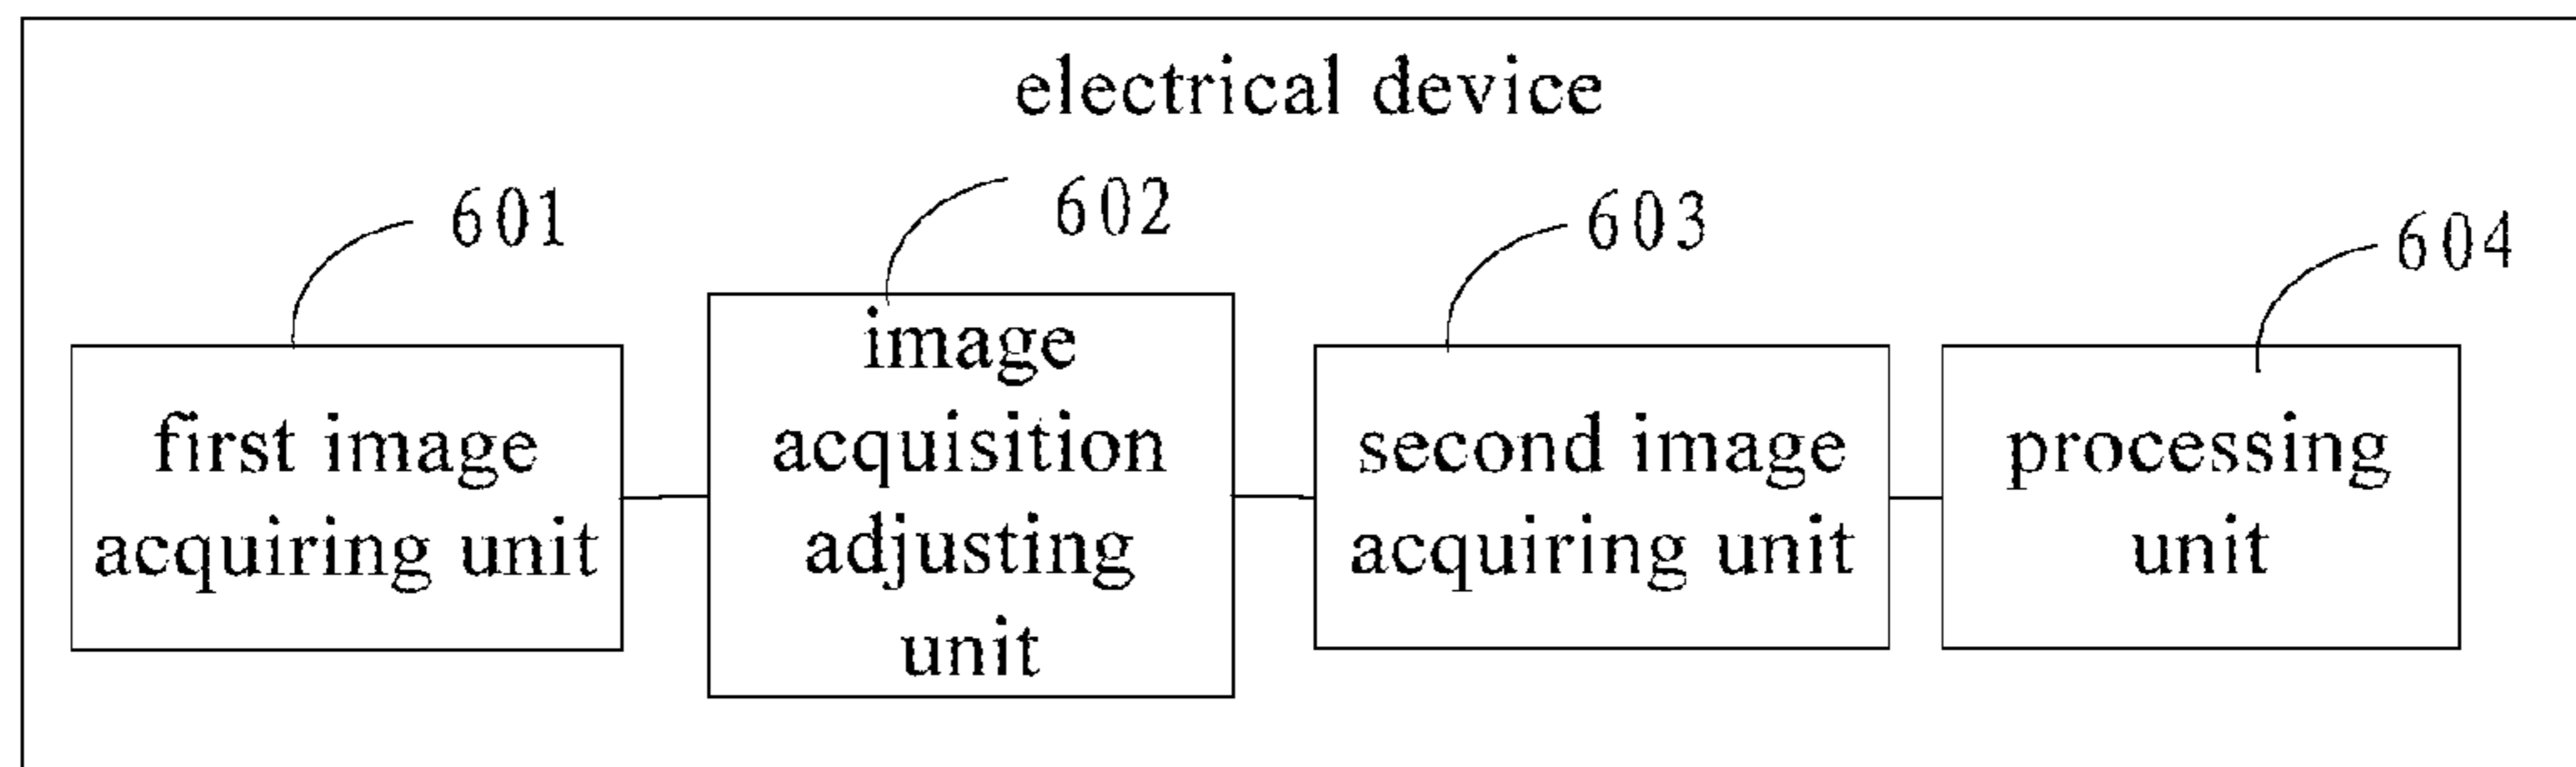 electrical device
601
602
603
604
first image
acquiring unit
image
acquisition
adjusting
unit
second image
acquiring unit
processing
unit